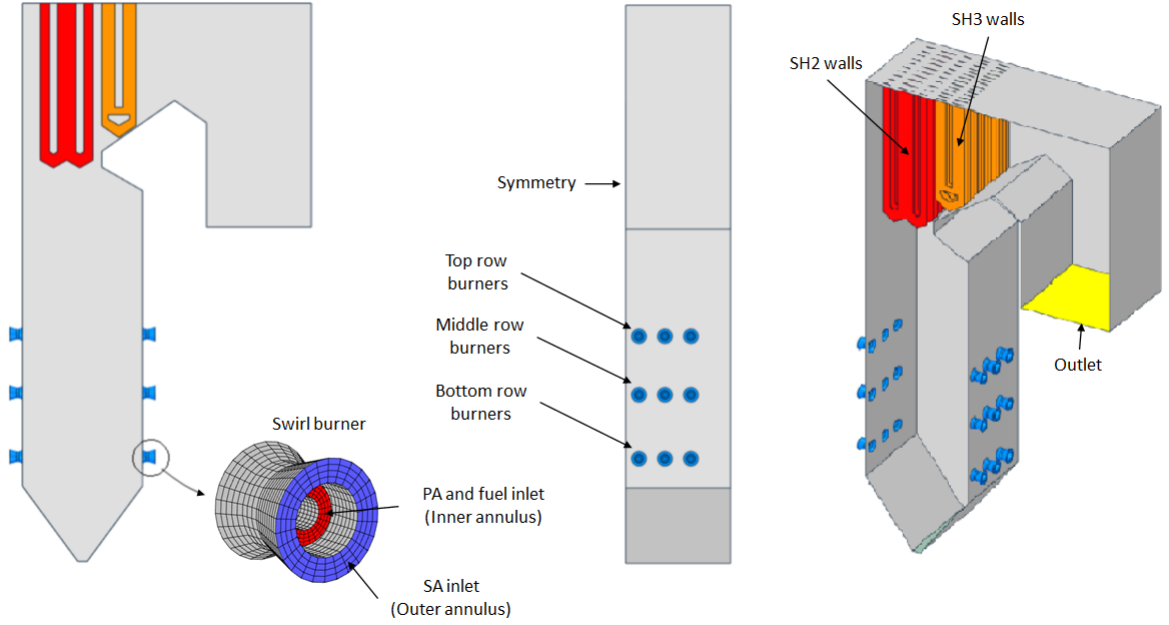 SH3 walls
SH2 walls
Symmetry
Top row
burners
Middle row
burners
Bottom row
burners
Outlet
Swirl burner
PA and fuel inlet
(Inner annulus)
SA inlet
(Outer annulus)